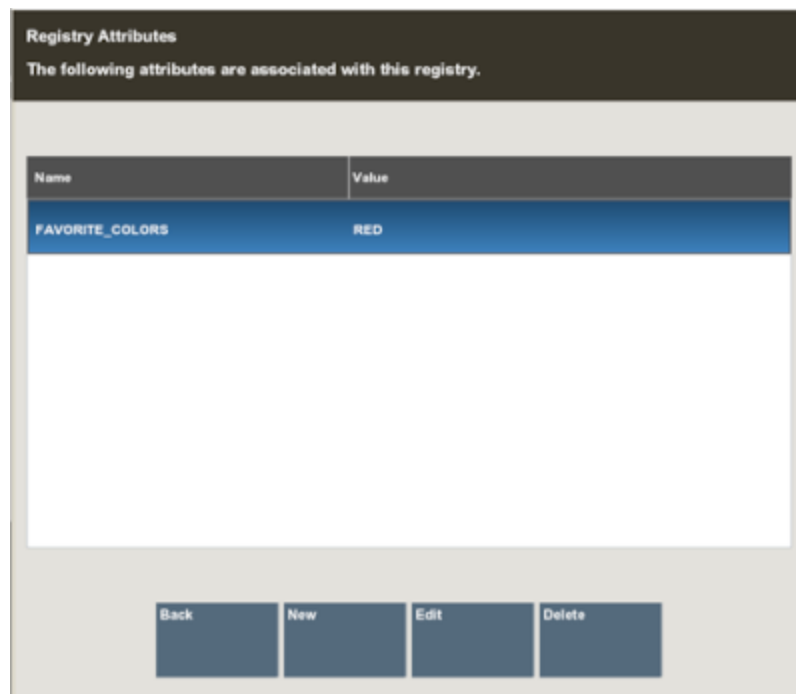 Registry Attributes
The following attributes are associated with this registry.
Name Value
FAVORITE_COLORS RED
Back New Edit Delete